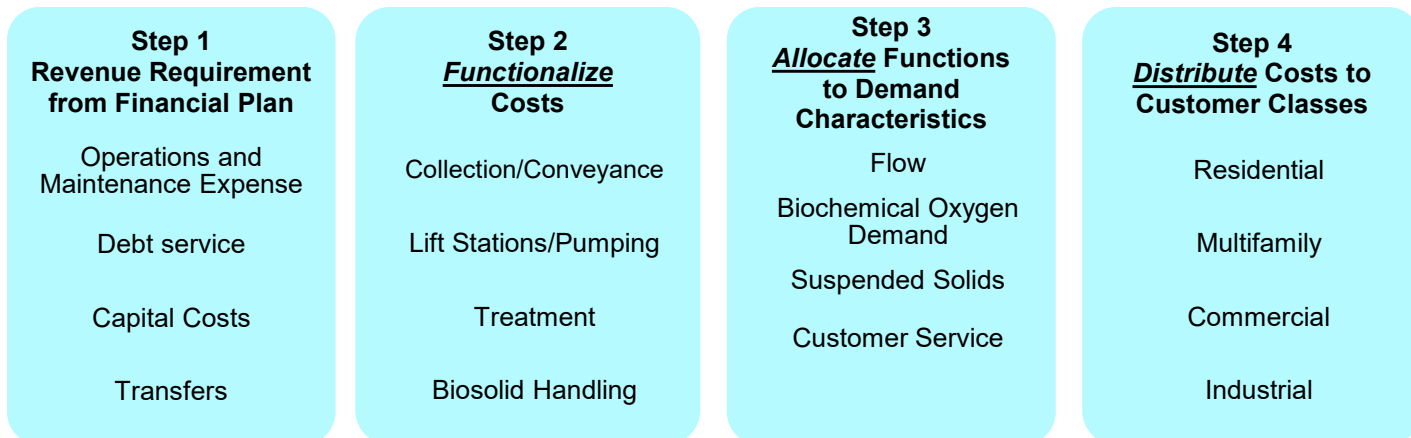 Step 1
Revenue Requirement
from Financial Plan
Operations and
Maintenance Expense
Debt service
Capital Costs
Transfers
Step 2
Functionalize
Costs
Collection/Conveyance
Lift Stations/Pumping
Treatment
Biosolid Handling
Step 3
Allocate Functions
to Demand
Characteristics
Flow
Biochemical Oxygen
Demand
Suspended Solids
Customer Service
Step 4
Distribute Costs to
Customer Classes
Residential
Multifamily
Commercial
Industrial